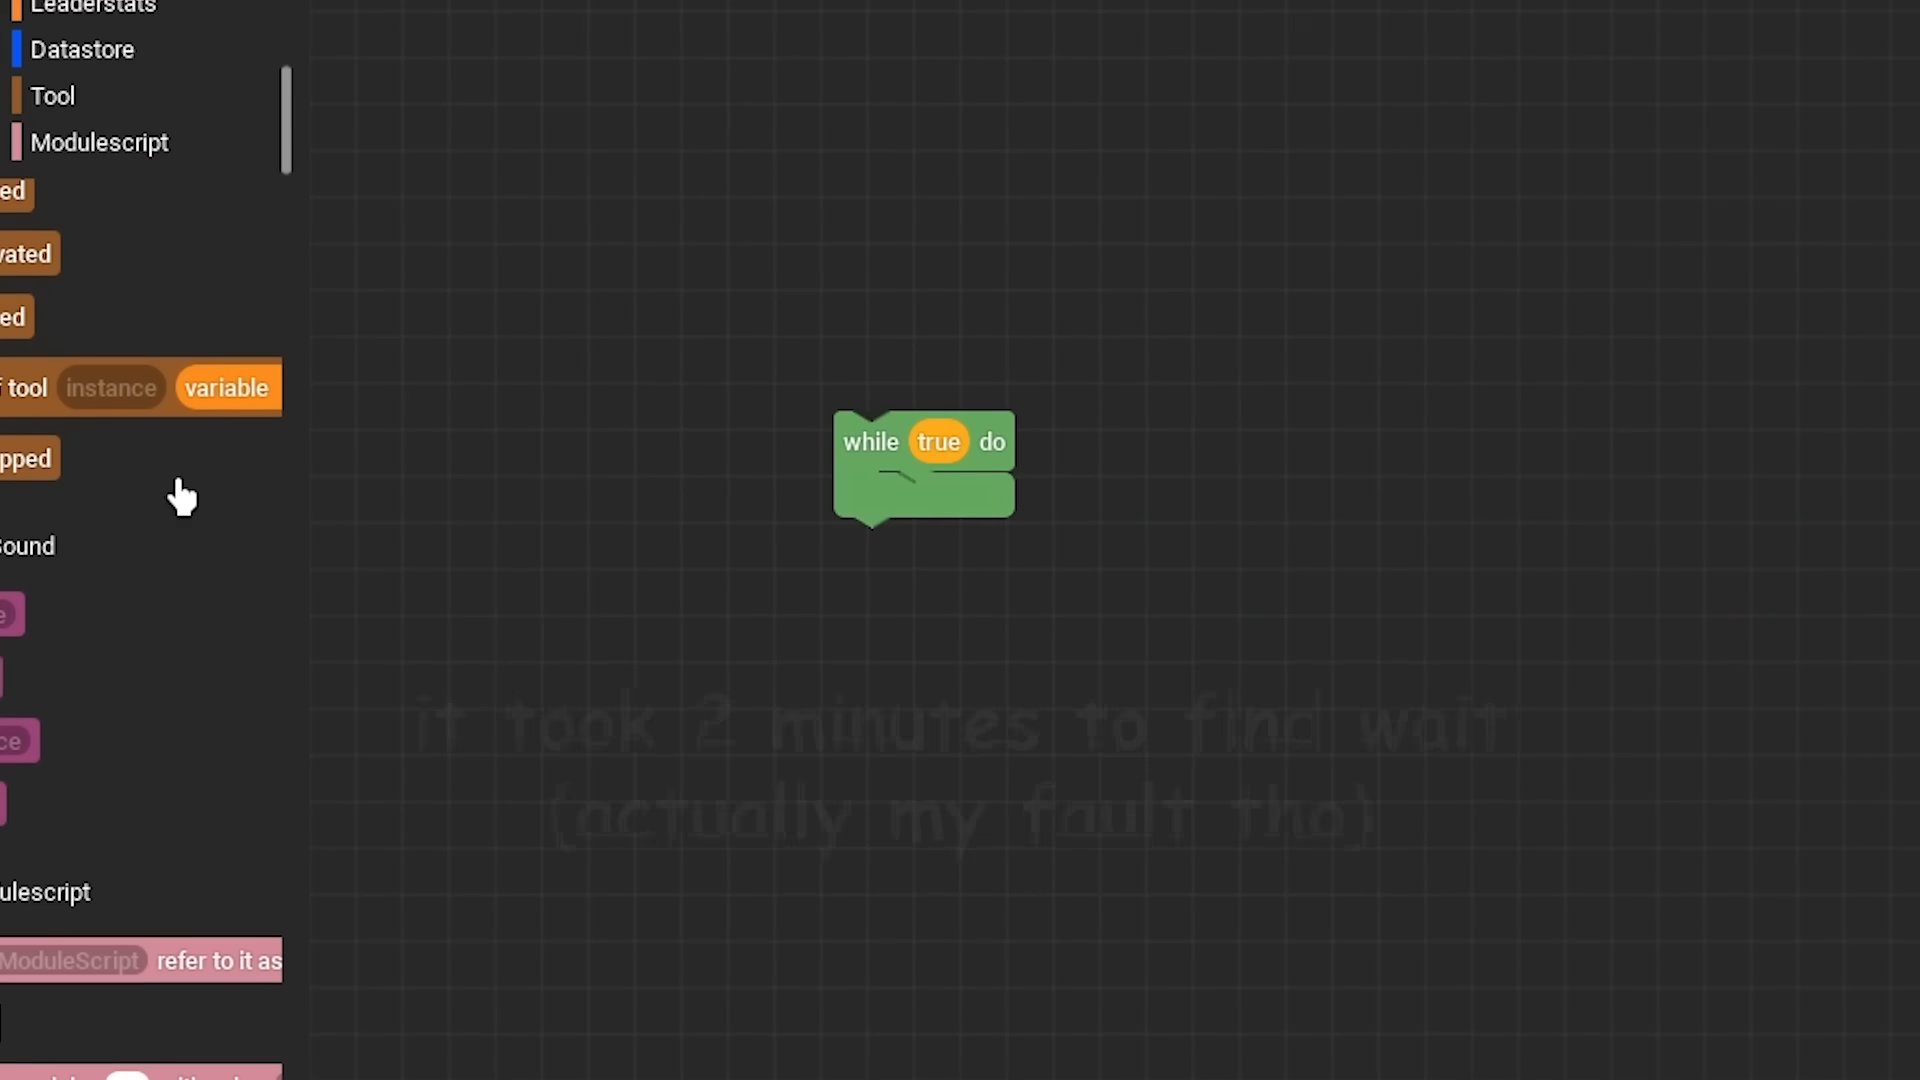 Leaderstats
Datastore
Tool
Modulescript
ed
vated
ed
tool instance variable
pped
Sound
e
ce
while true do
it took 2 minutes to find wait
(actually my fault tho)
ulescript
ModuleScript refer to it as